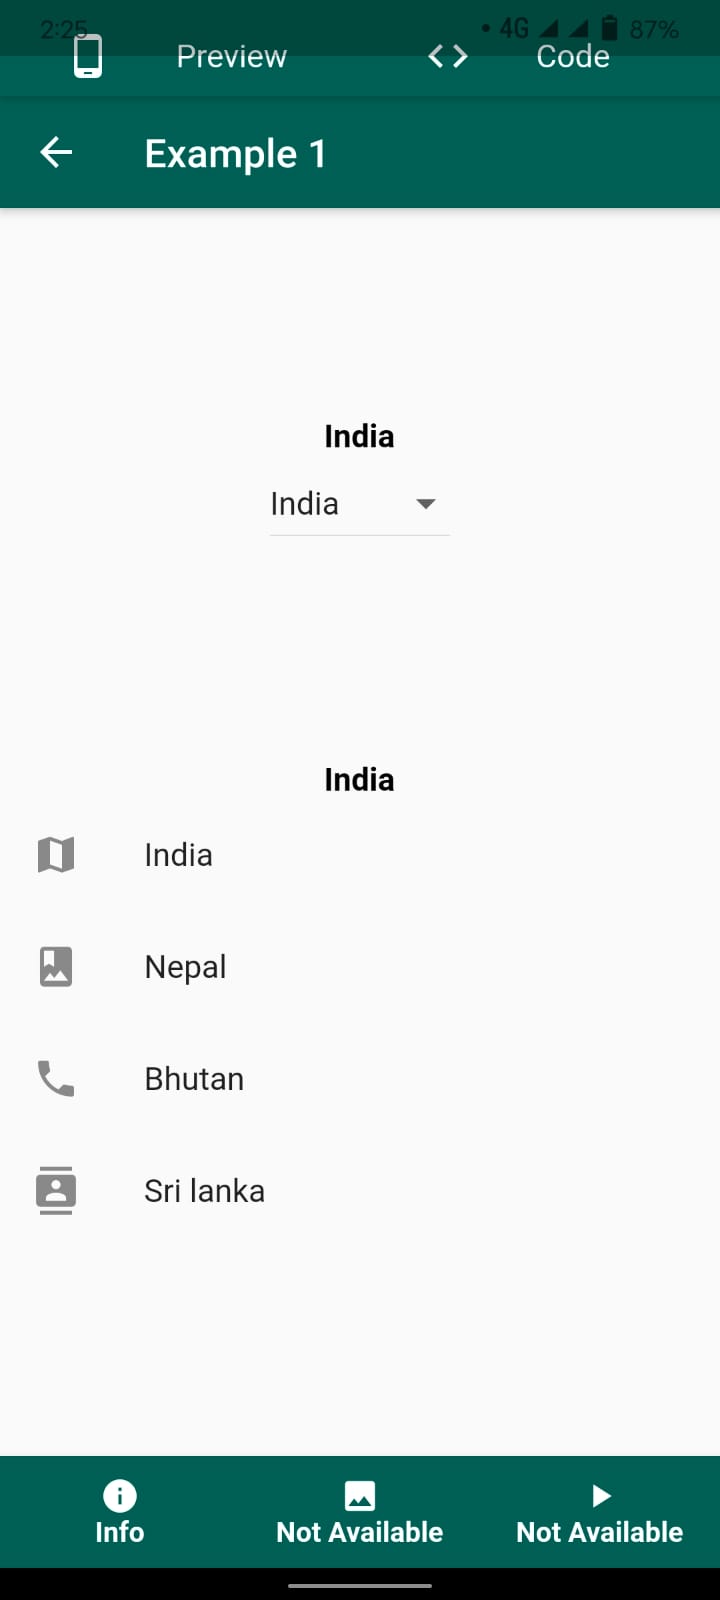 2:25 4G 87%
Preview Code
Example 1
India
India
India
India
Nepal
Bhutan
Sri lanka
Info Not Available Not Available